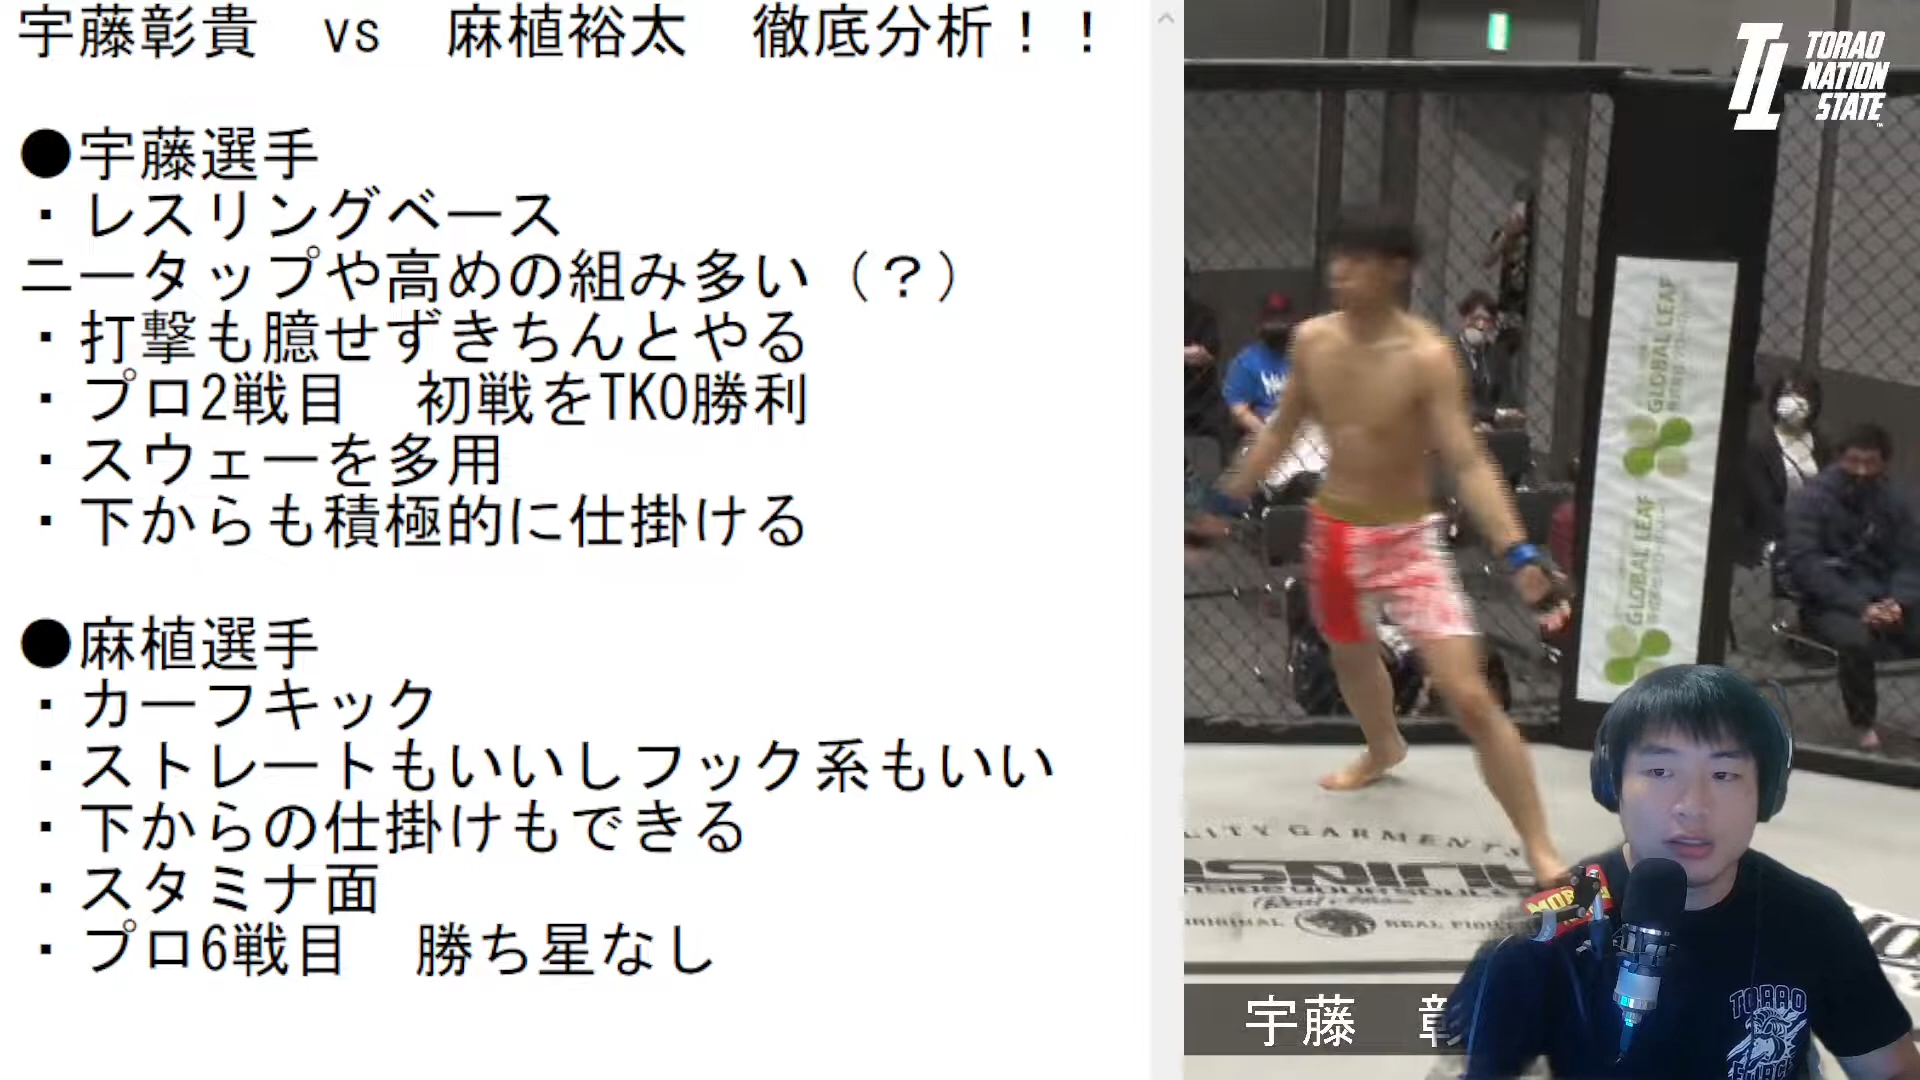 宇藤彰貴　vs　麻植裕太　徹底分析！！
●宇藤選手
・レスリングベース
ニータップや高めの組み多い（？）
・打撃も臆せずきちんとやる
・プロ2戦目　初戦をTKO勝利
・スウェーを多用
・下からも積極的に仕掛ける
●麻植選手
・カーフキック
・ストレートもいいしフック系もいい
・下からの仕掛けもできる
・スタミナ面
・プロ6戦目　勝ち星なし
TORAO
NATION
STATE
GLOBAL LEAF
GLOBAL LEAF
LITY GARMENTS
宇藤　彰
TORAO